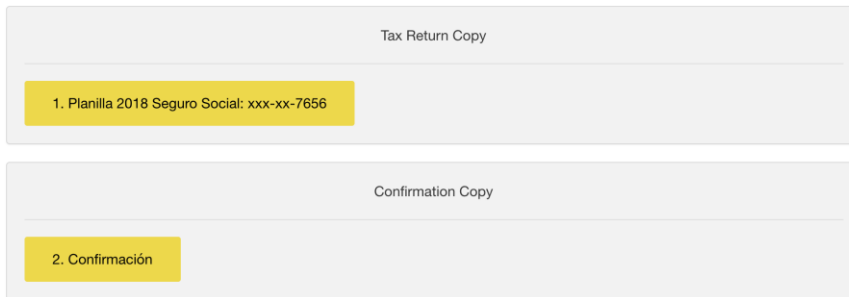 Tax Return Copy
1. Planilla 2018 Seguro Social: xxx-xx-7656
Confirmation Copy
2. Confirmación